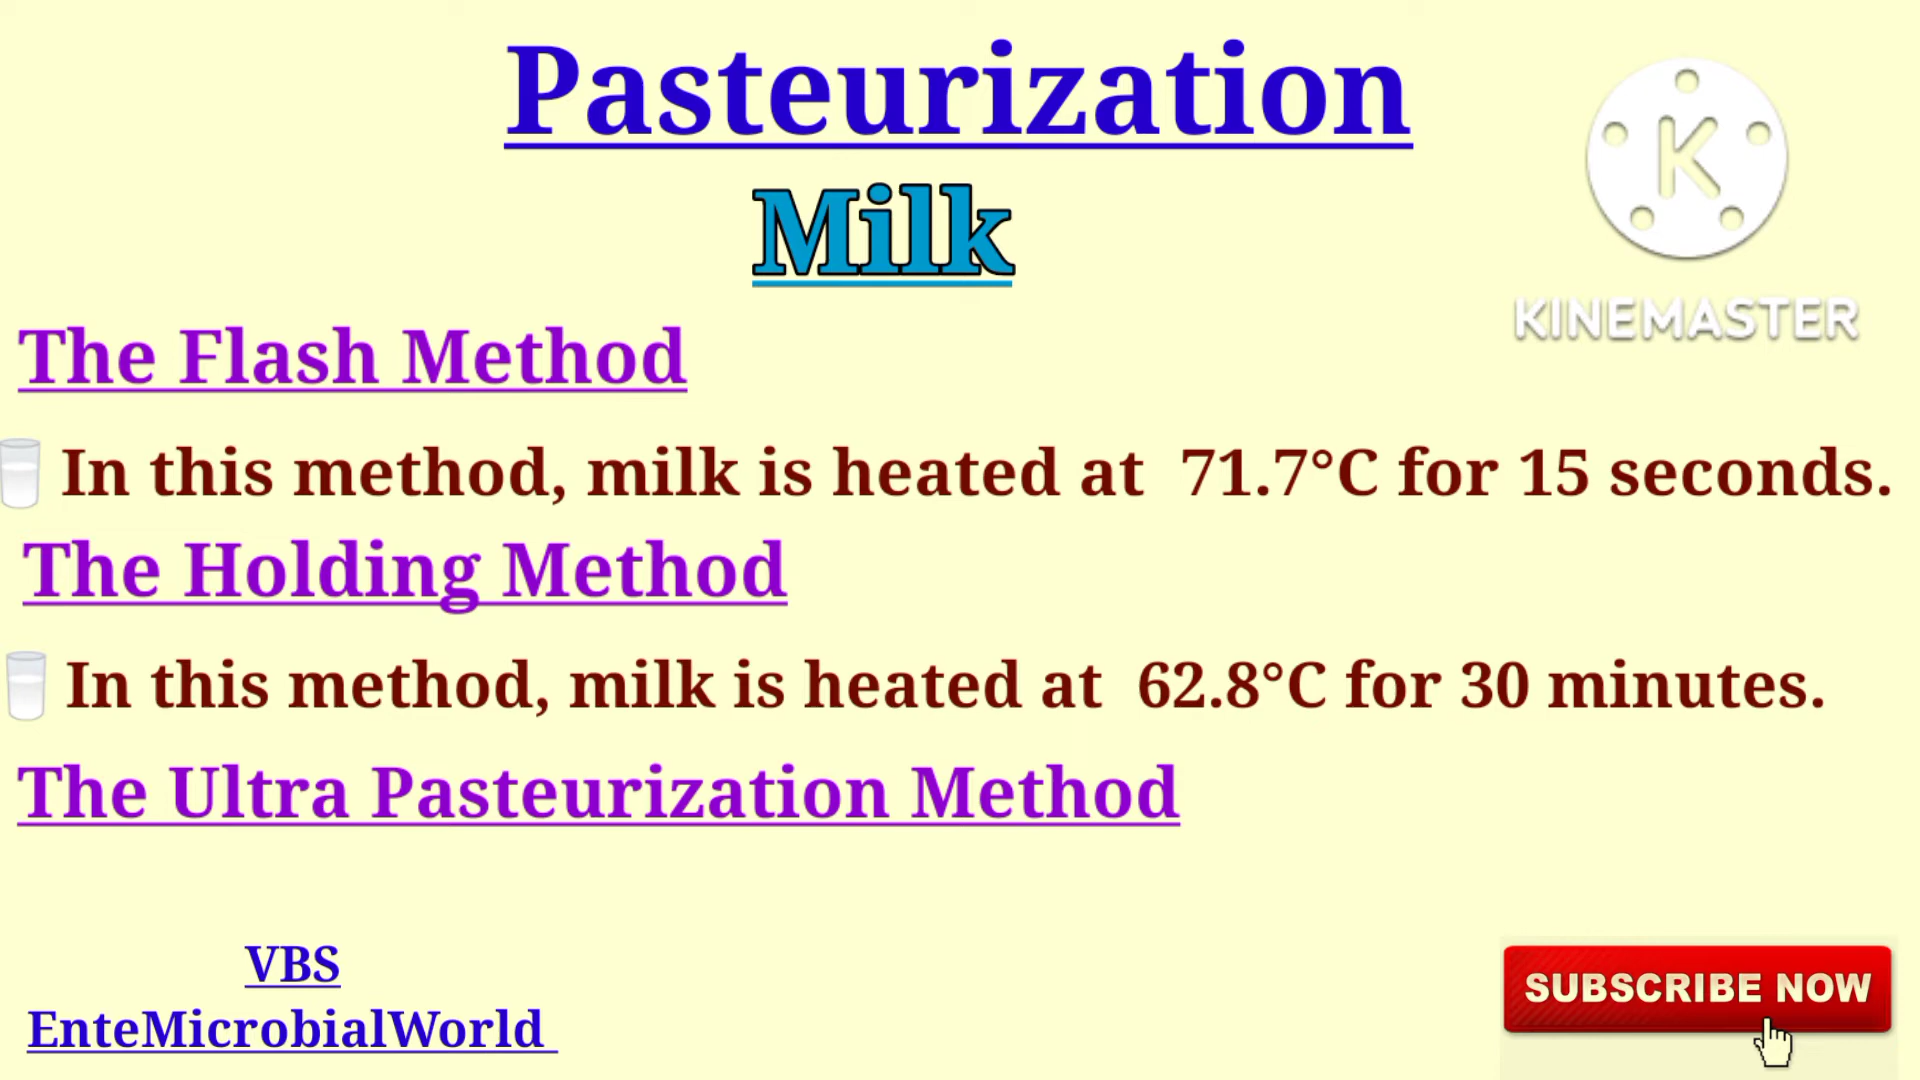 Pasteurization
Milk
KINEMASTER
The Flash Method
In this method, milk is heated at 71.7°C for 15 seconds.
The Holding Method
In this method, milk is heated at 62.8°C for 30 minutes.
The Ultra Pasteurization Method
VBS
EnteMicrobialWorld
SUBSCRIBE NOW